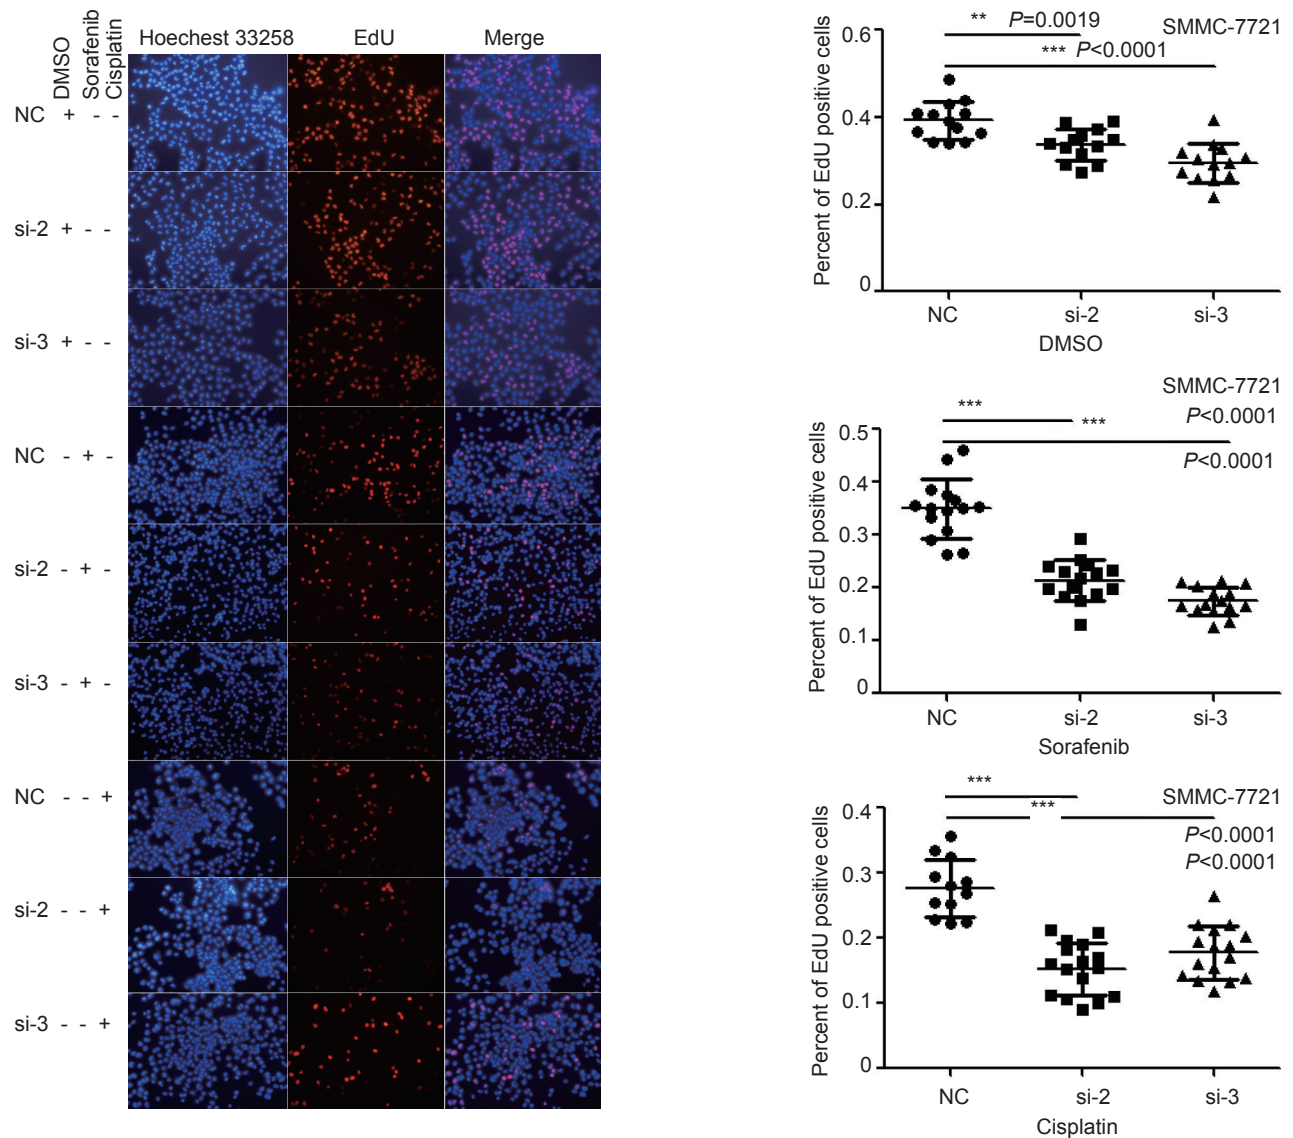 DMSO
Sorafenib
Cisplatin
Hoechest 33258 EdU Merge
NC + - -
si-2 + - -
si-3 + - -
NC - + -
si-2 - + -
si-3 - + -
NC - - +
si-2 - - +
si-3 - - +
** P=0.0019
SMMC-7721
*** P<0.0001
Percent of EdU positive cells
0.6
0.4
0.2
0
NC si-2 si-3
DMSO
SMMC-7721
*** P<0.0001
***
P<0.0001
Percent of EdU positive cells
0.5
0.4
0.3
0.2
0.1
0
NC si-2 si-3
Sorafenib
***
SMMC-7721
***
P<0.0001
P<0.0001
Percent of EdU positive cells
0.4
0.3
0.2
0.1
0
NC si-2 si-3
Cisplatin